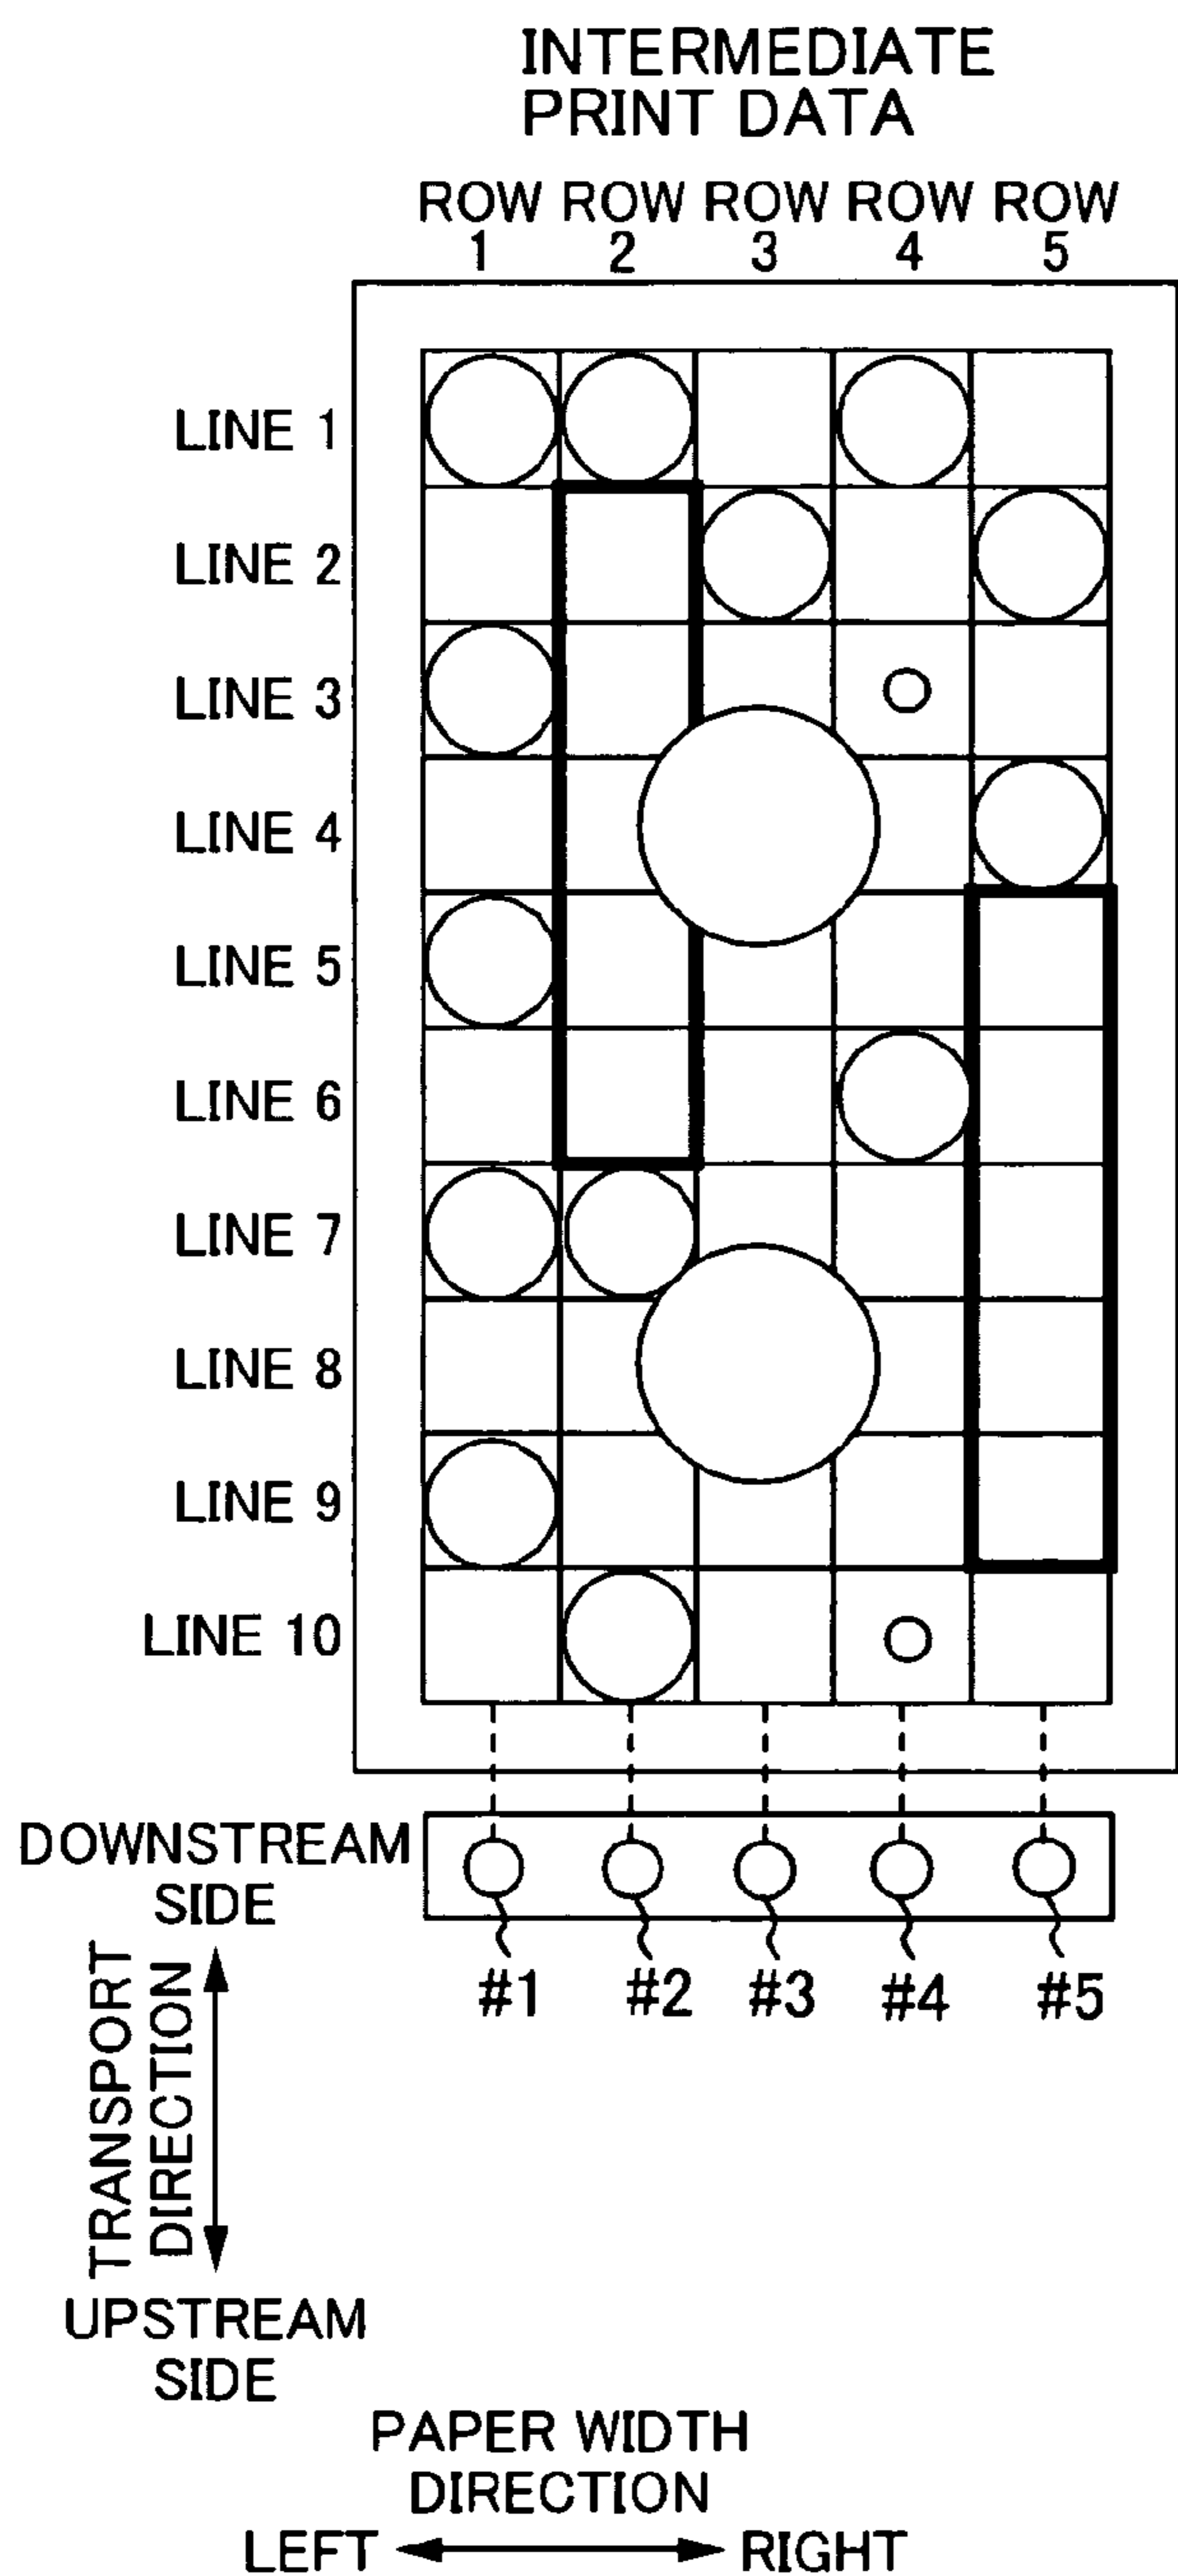 INTERMEDIATE
PRINT DATA
ROW ROW ROW ROW ROW
1 2 3 4 5
LINE 1
LINE 2
LINE 3
LINE 4
LINE 5
LINE 6
LINE 7
LINE 8
LINE 9
LINE 10
DOWNSTREAM
SIDE
#1 #2 #3 #4 #5
TRANSPORT
DIRECTION
UPSTREAM
SIDE
PAPER WIDTH
DIRECTION
LEFT RIGHT